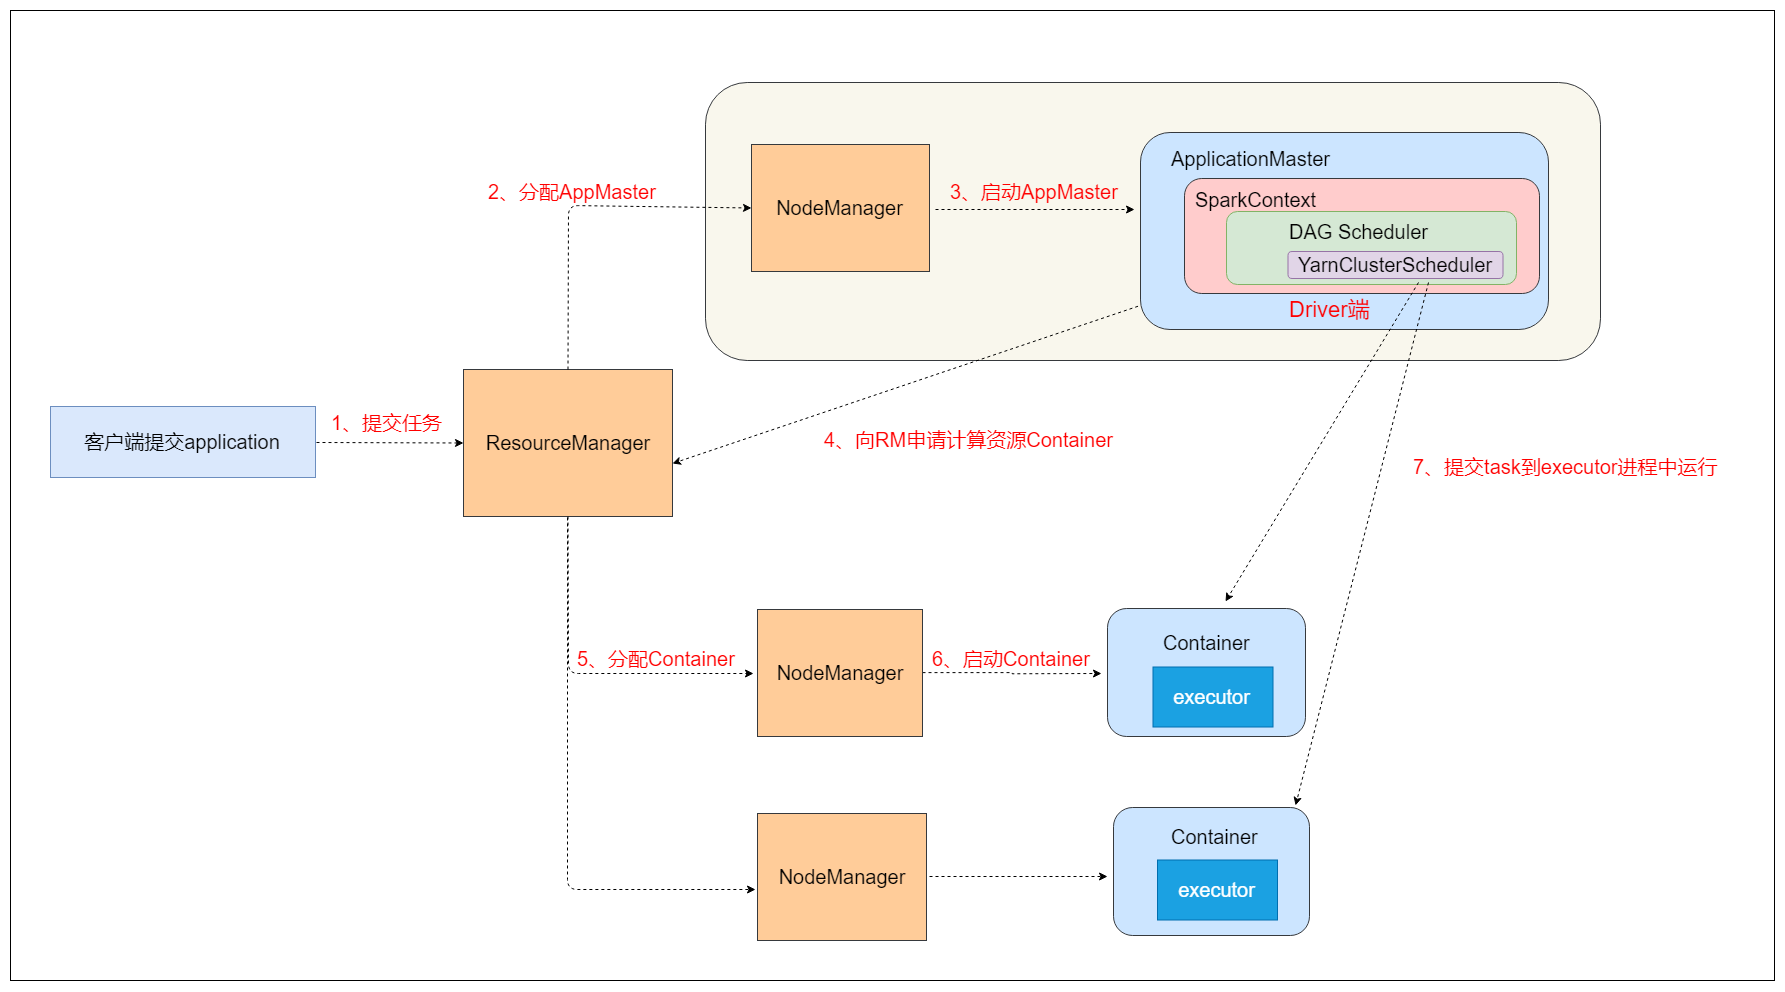 2、分配AppMaster
NodeManager
3、启动AppMaster
ApplicationMaster
SparkContext
DAG Scheduler
YarnClusterScheduler
Driver端
客户端提交application
1、提交任务
ResourceManager
4、向RM申请计算资源Container
7、提交task到executor进程中运行
5、分配Container
NodeManager
6、启动Container
Container
executor
NodeManager
Container
executor